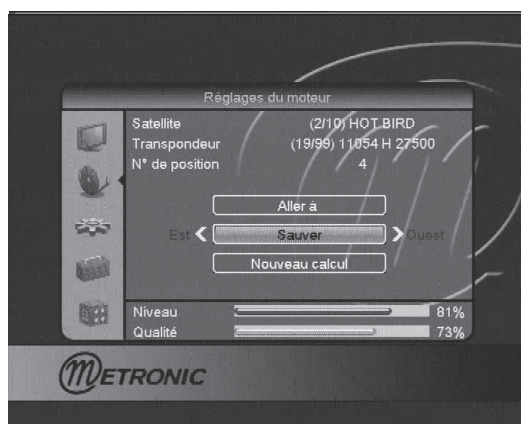 Réglages du moteur
Satellite (2/10) HOT BIRD
Transpondeur (19/99) 11054 H 27500
N° de position 4
Aller à
Est Sauver Ouest
Nouveau calcul
Niveau 81%
Qualité 73%
METRONIC